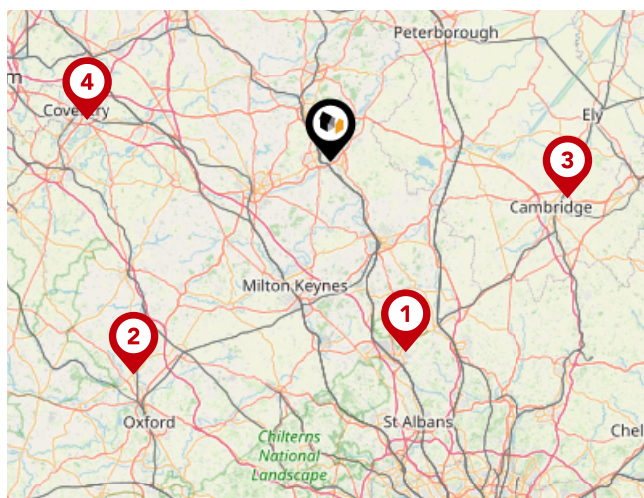 Peterborough
m
4
Coventry
Ely
3
Cambridge
Milton Keynes
1
2
Oxford
St Albans
Chilterns
National
Landscape
Chel